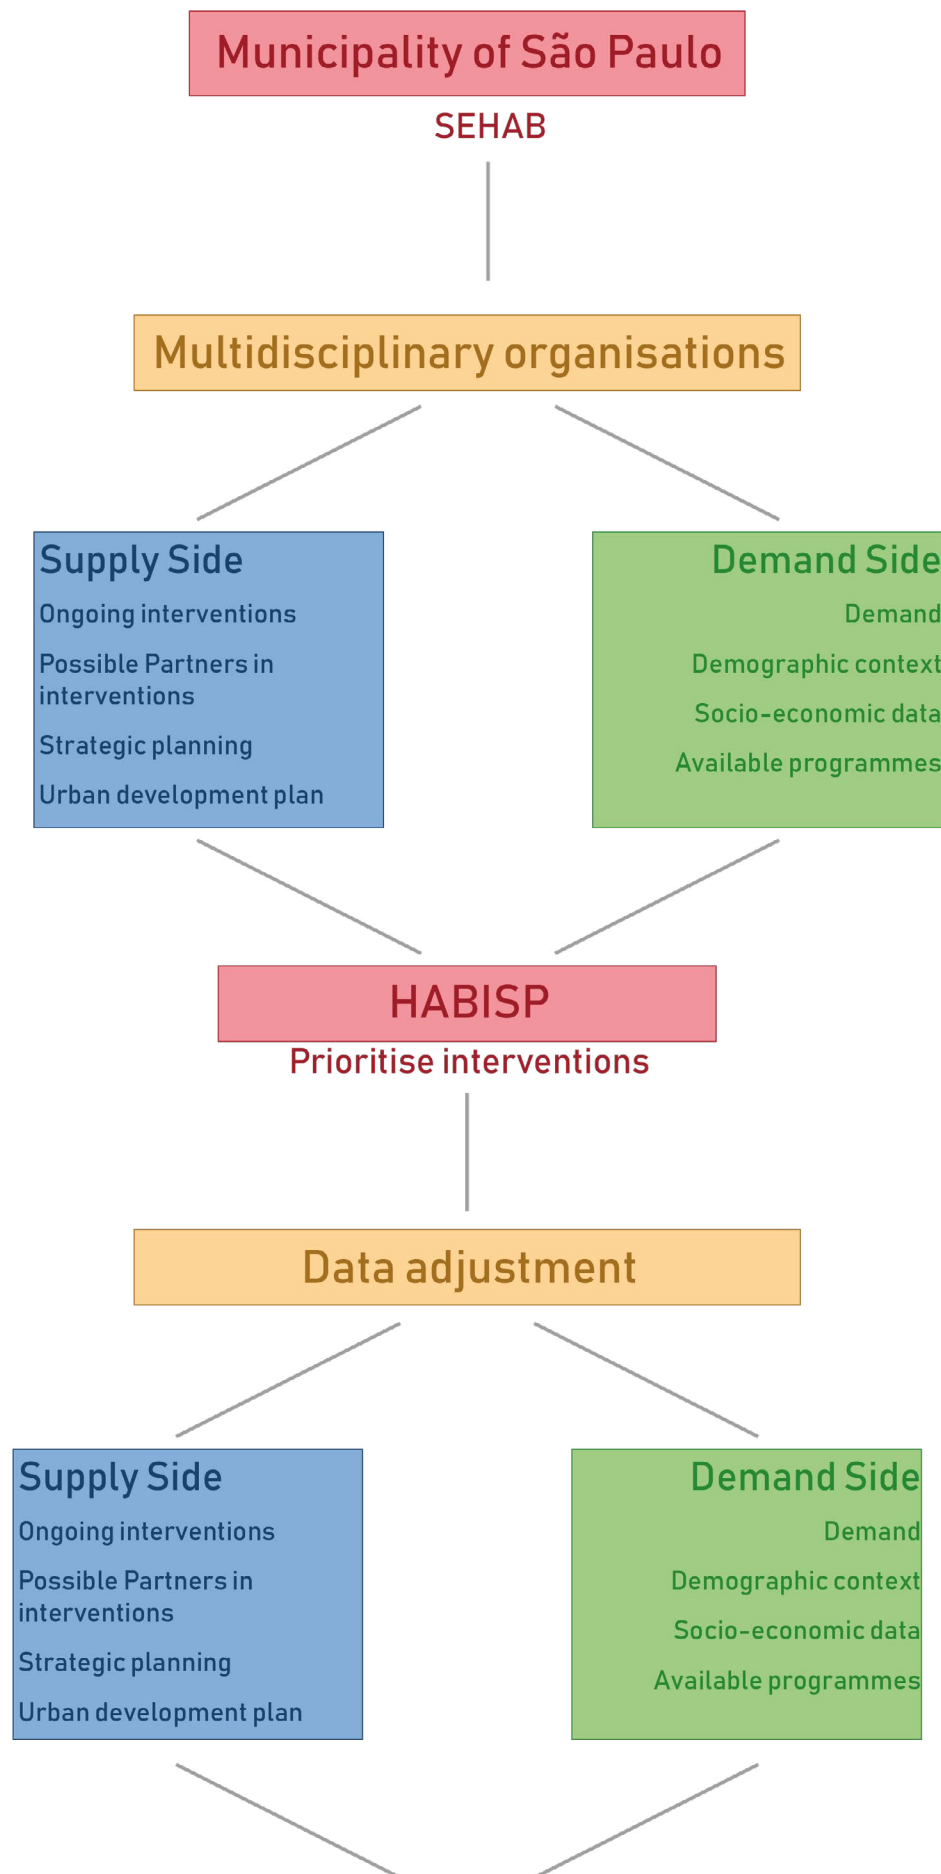 Municipality of São Paulo
SEHAB
Multidisciplinary organisations
Supply Side
Ongoing interventions
Possible Partners in
interventions
Strategic planning
Urban development plan
Demand Side
Demand
Demographic context
Socio-economic data
Available programmes
HABISP
Prioritise interventions
Data adjustment
Supply Side
Ongoing interventions
Possible Partners in
interventions
Strategic planning
Urban development plan
Demand Side
Demand
Demographic context
Socio-economic data
Available programmes